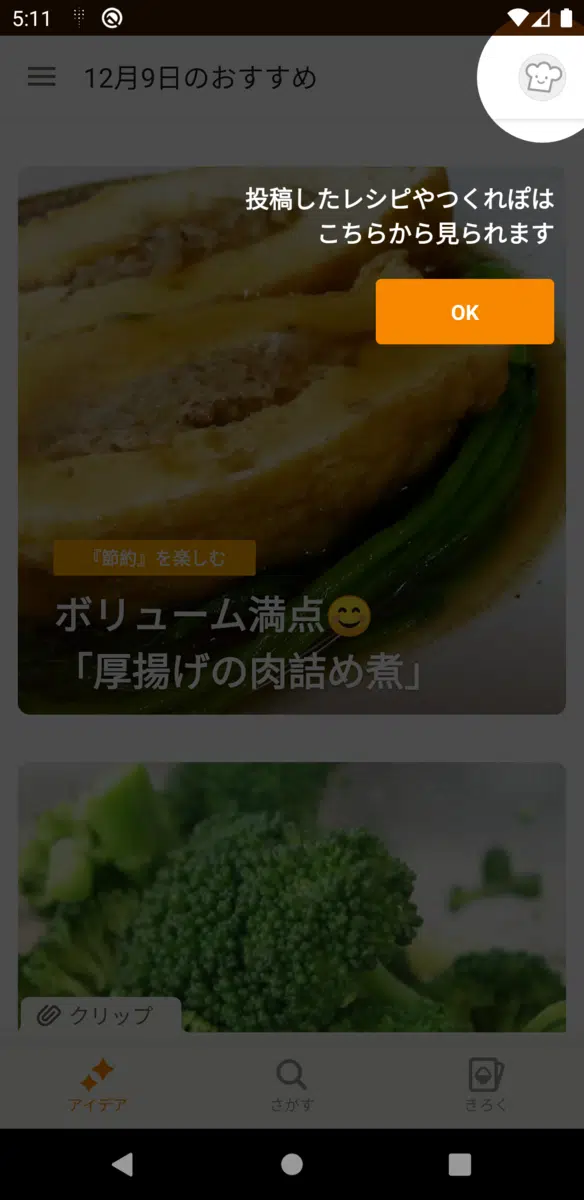 5:11
12月9日のおすすめ
投稿したレシピやつくれぽは
こちらから見られます
OK
『節約』を楽しむ
ボリューム満点😊
「厚揚げの肉詰め煮」
クリップ
アイデア
さがす
きろく